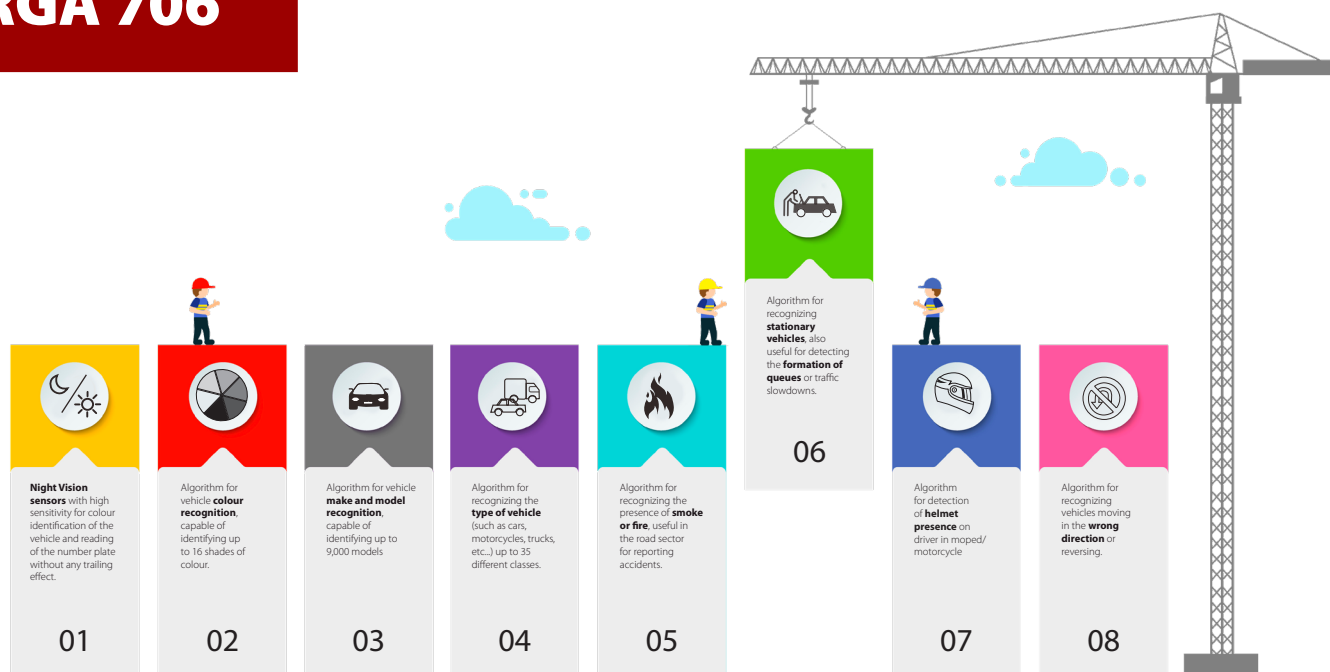 RGA 706
Night Vision
sensors with high
sensitivity for colour
identification of the
vehicle and reading
of the number plate
without any trailing
effect.
01
Algorithm for
vehicle colour
recognition,
capable of
identifying up
to 16 shades of
colour.
02
Algorithm for vehicle
make and model
recognition,
capable of
identifying up to
9,000 models
03
Algorithm for
recognizing the
type of vehicle
(such as cars,
motorcycles, trucks,
etc...) up to 35
different classes.
04
Algorithm for
recognizing the
presence of smoke
or fire, useful in
the road sector
for reporting
accidents.
05
Algorithm for
recognizing
stationary
vehicles, also
useful for detecting
the formation of
queues or traffic
slowdowns.
06
Algorithm
for detection
of helmet
presence on
driver in moped/
motorcycle
07
Algorithm for
recognizing
vehicles moving
in the wrong
direction or
reversing.
08